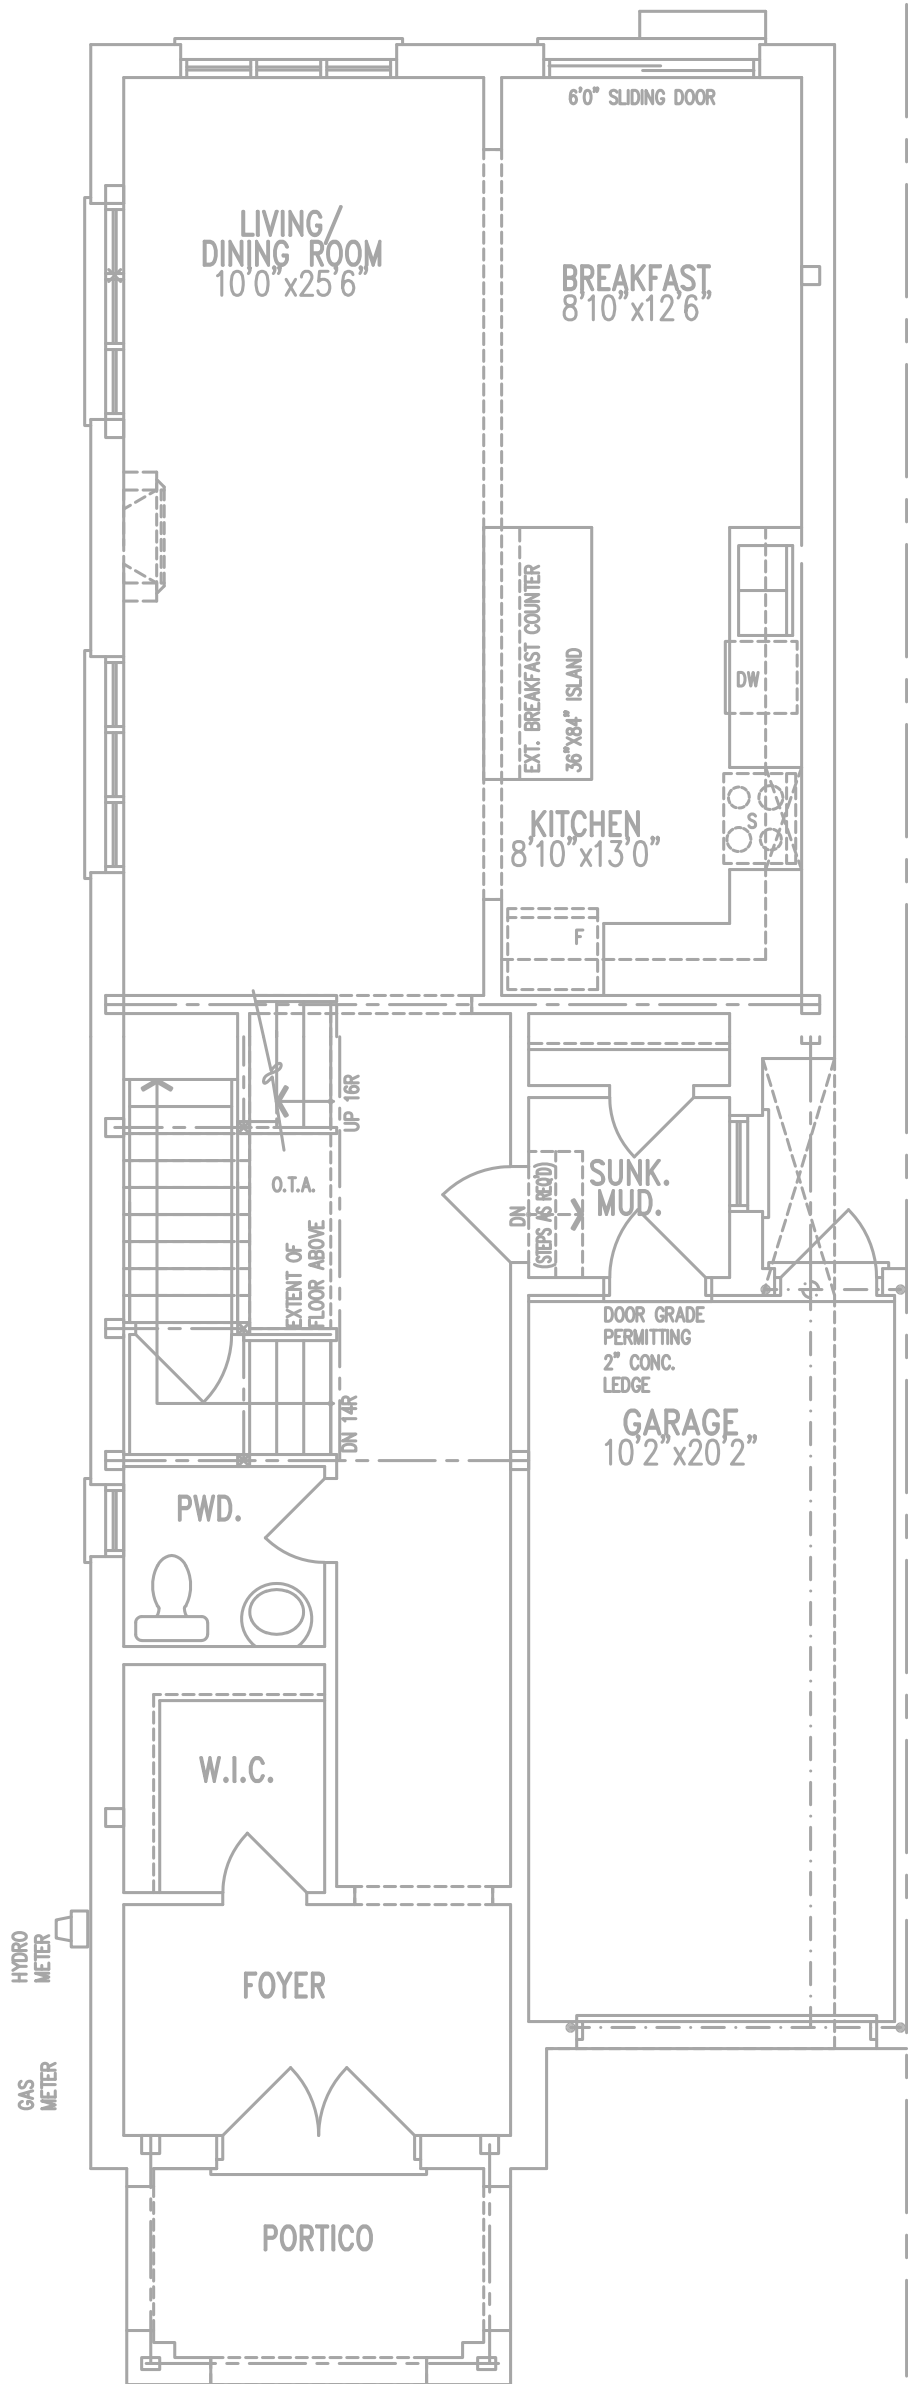 6'0" SLIDING DOOR
LIVING/
DINING ROOM
10'0"x25'6"
BREAKFAST
8'10"x12'6"
EXT. BREAKFAST COUNTER
36"X84" ISLAND
DW
S
KITCHEN
8'10"x13'0"
F
UP 16R
O.T.A.
EXTENT OF
FLOOR ABOVE
DN
(STEPS AS REQ'D)
SUNK.
MUD.
DOOR GRADE
PERMITTING
2" CONC.
LEDGE
DN 14R
GARAGE
10'2"x20'2"
PWD.
W.I.C.
HYDRO
METER
FOYER
GAS
METER
PORTICO